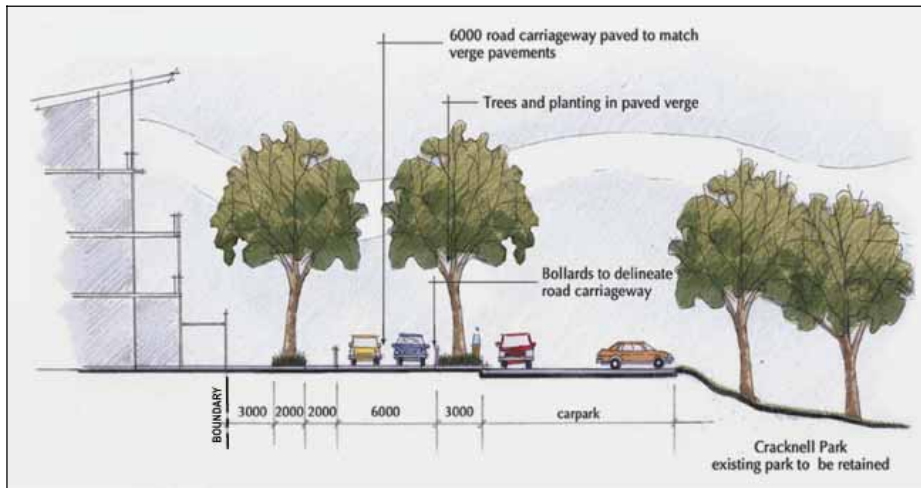 6000 road carriageway paved to match
verge pavements
Trees and planting in paved verge
Bollards to delineate
road carriageway
BOUNDARY
3000 2000 2000 6000 3000 carpark
Cracknell Park
existing park to be retained